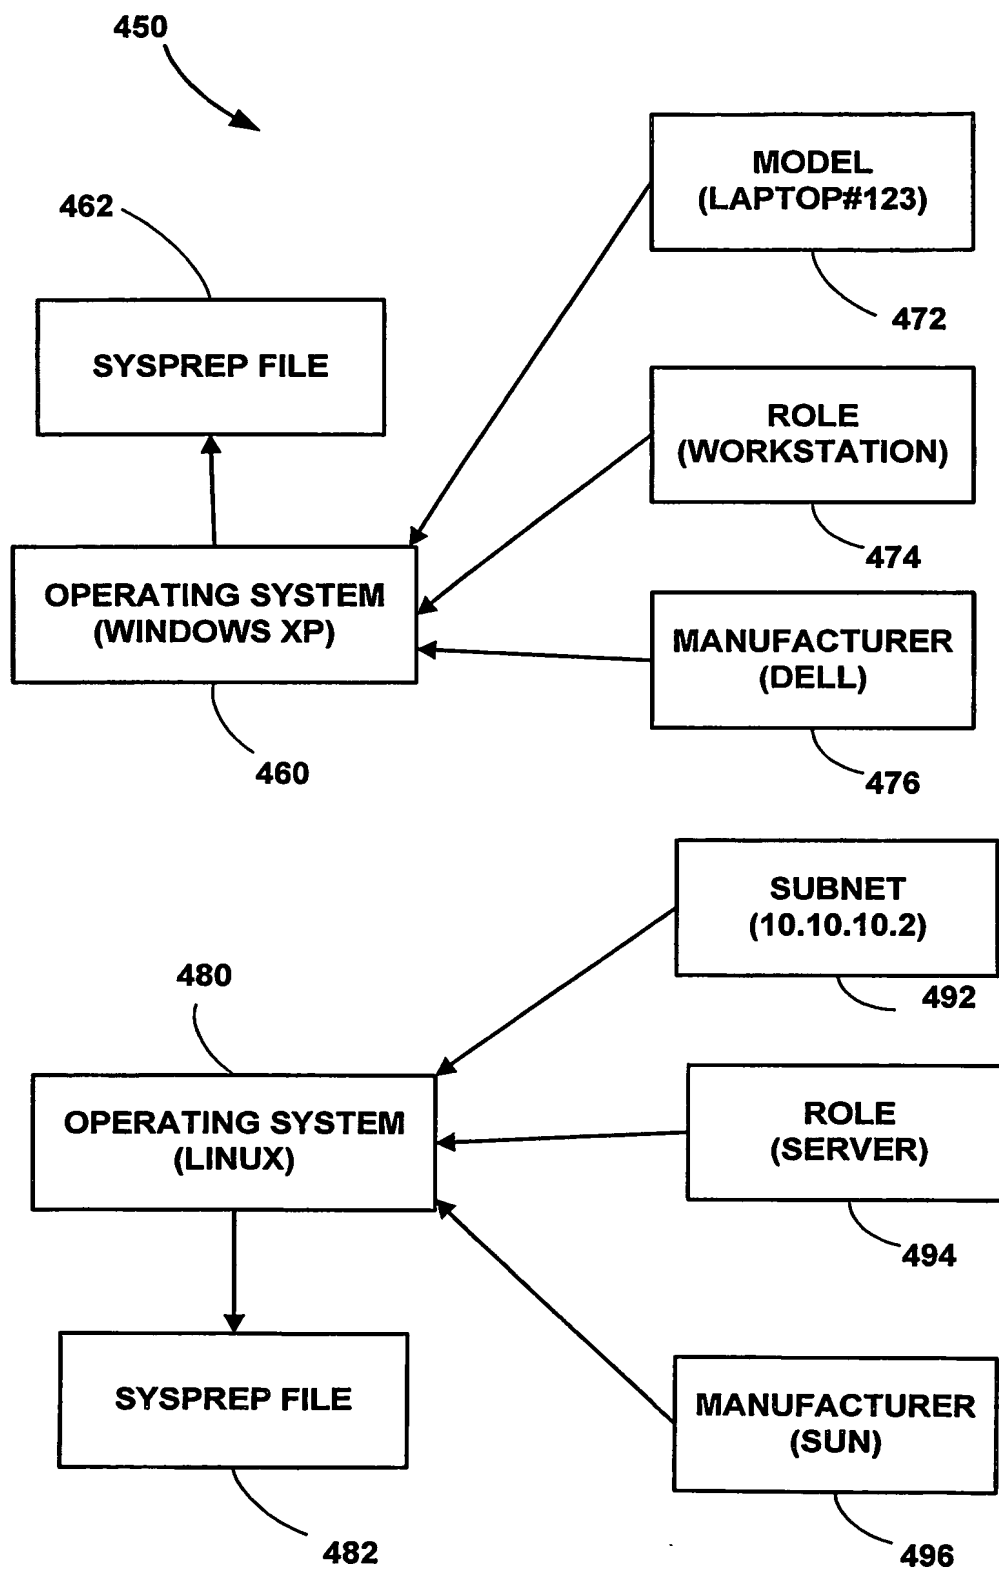 450
MODEL
(LAPTOP#123)
462
472
SYSPREP FILE
ROLE
(WORKSTATION)
474
OPERATING SYSTEM
(WINDOWS XP)
MANUFACTURER
(DELL)
460
476
SUBNET
(10.10.10.2)
480
492
OPERATING SYSTEM
(LINUX)
ROLE
(SERVER)
494
SYSPREP FILE
MANUFACTURER
(SUN)
482
496